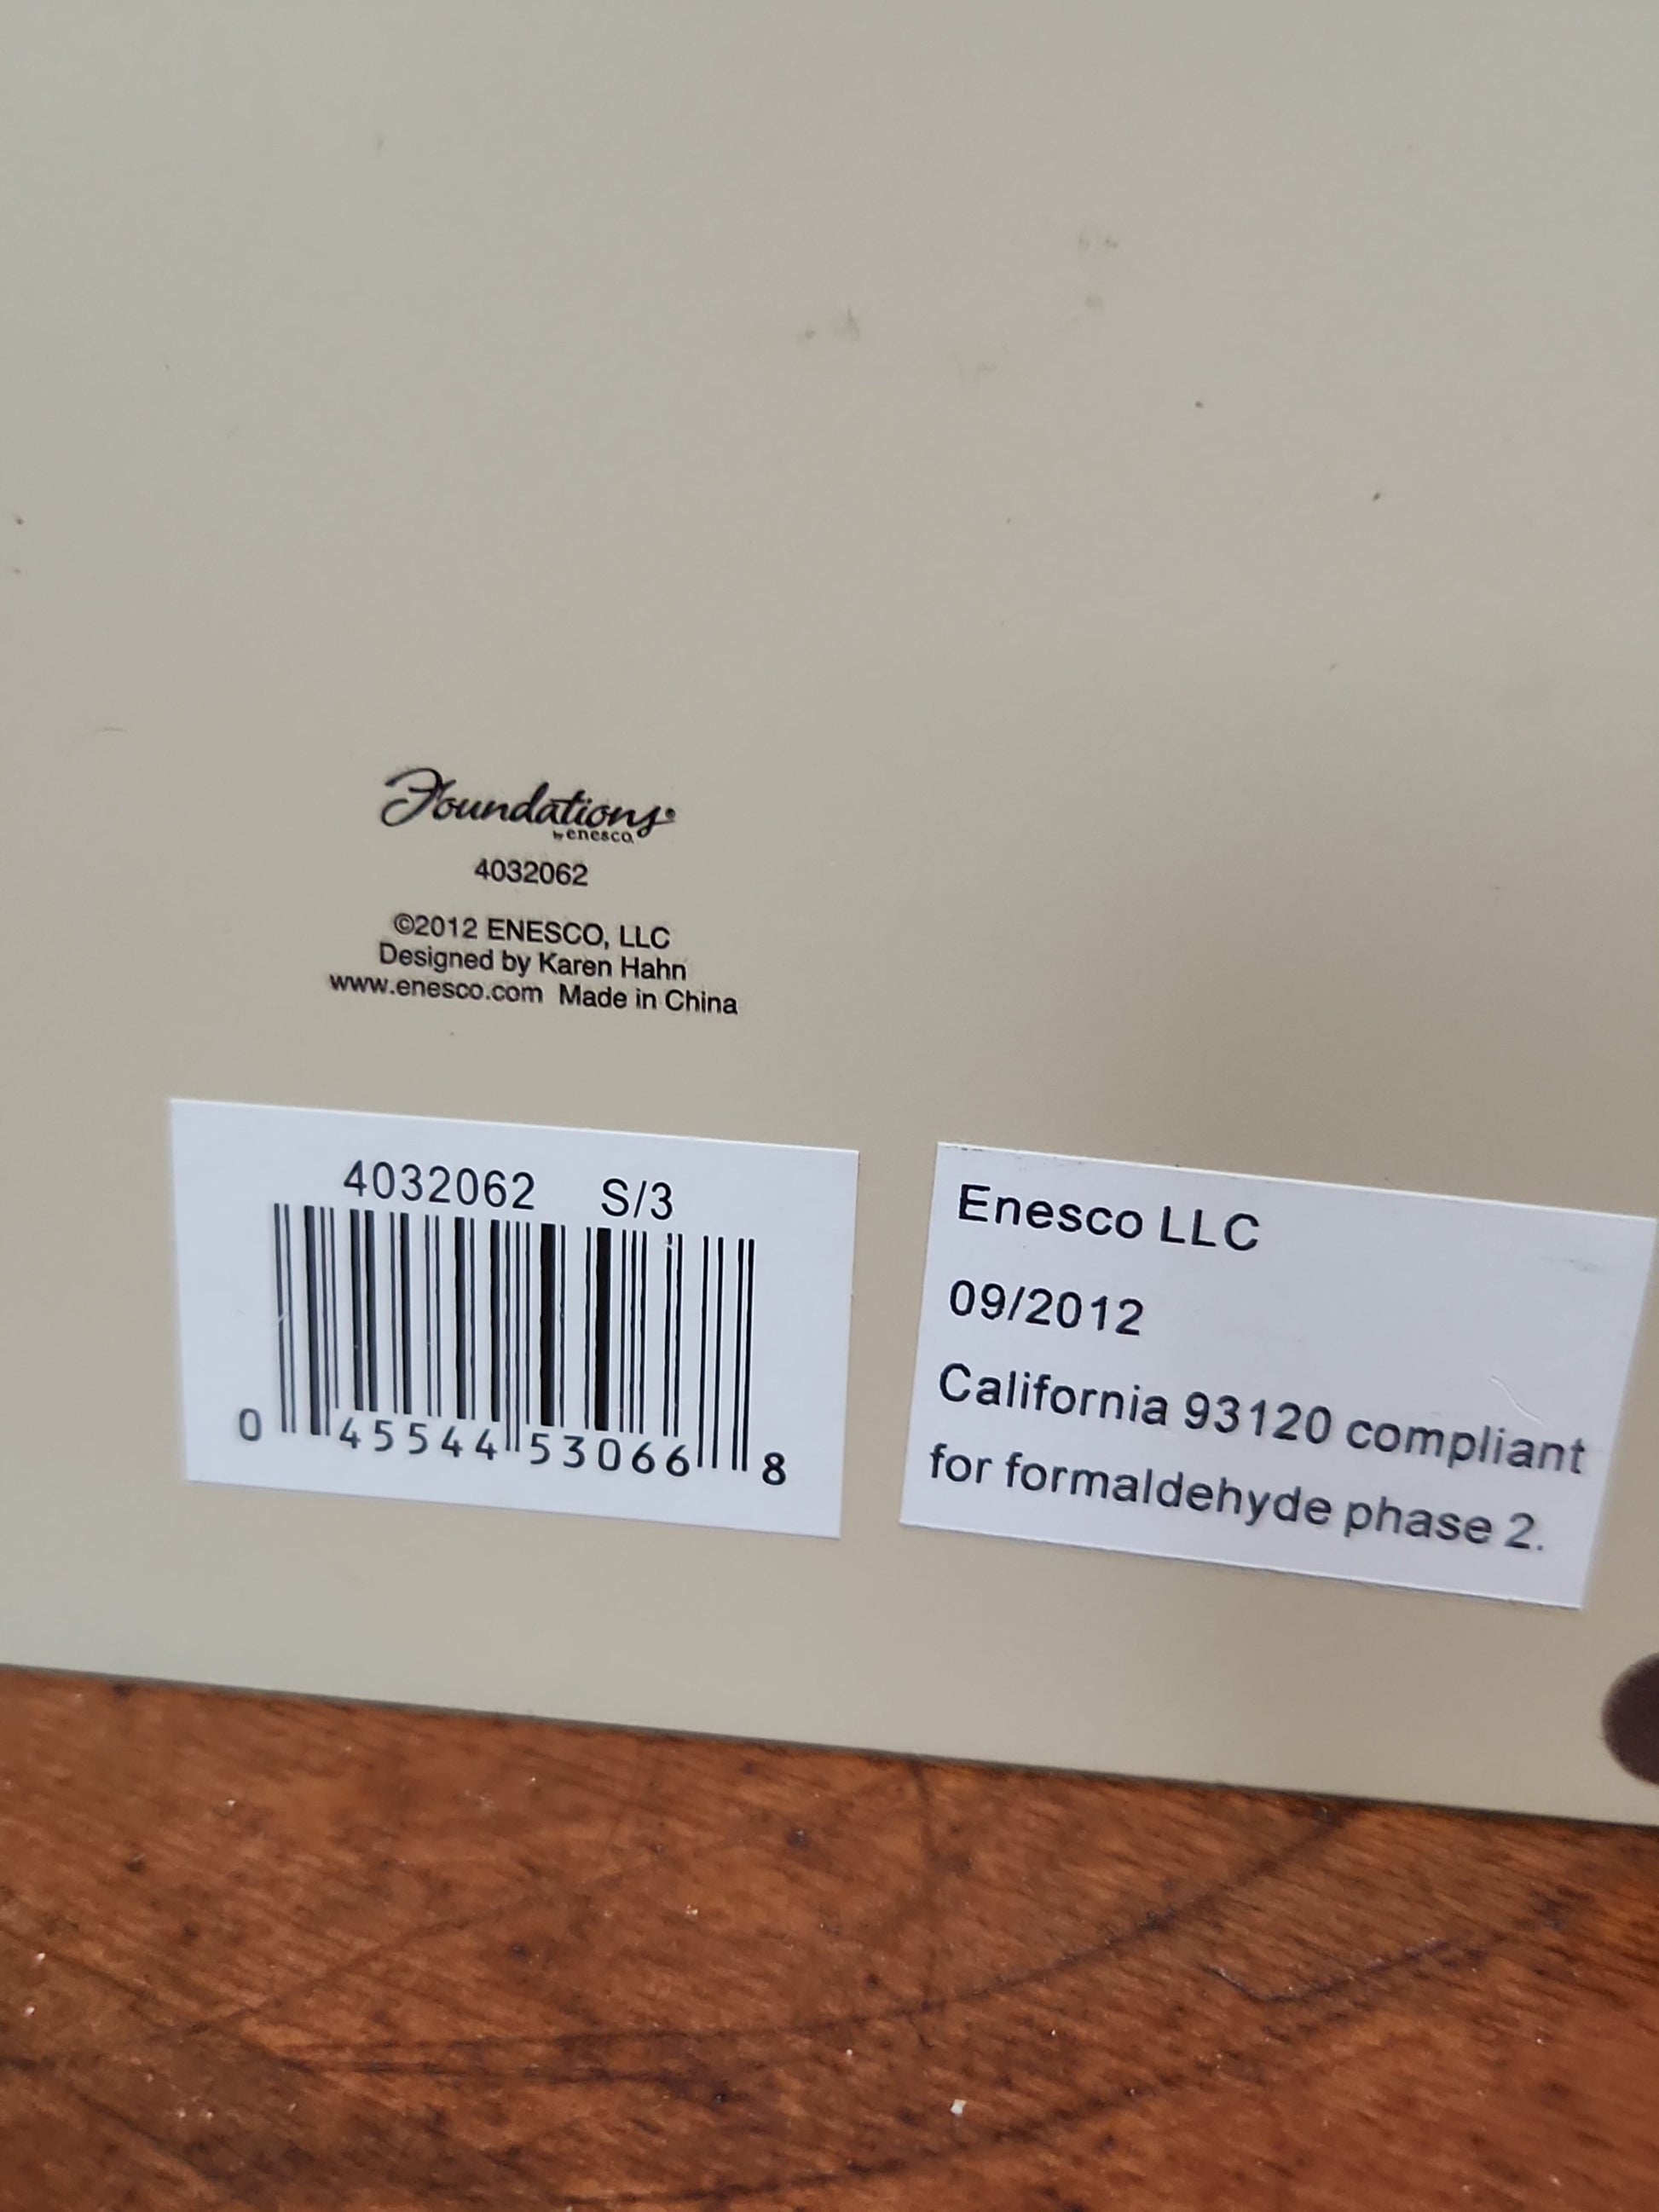 Foundations®
by enesco
4032062
©2012 ENESCO, LLC
Designed by Karen Hahn
www.enesco.com Made in China
4032062 S/3
0 45544 53066 8
Enesco LLC
09/2012
California 93120 compliant
for formaldehyde phase 2.